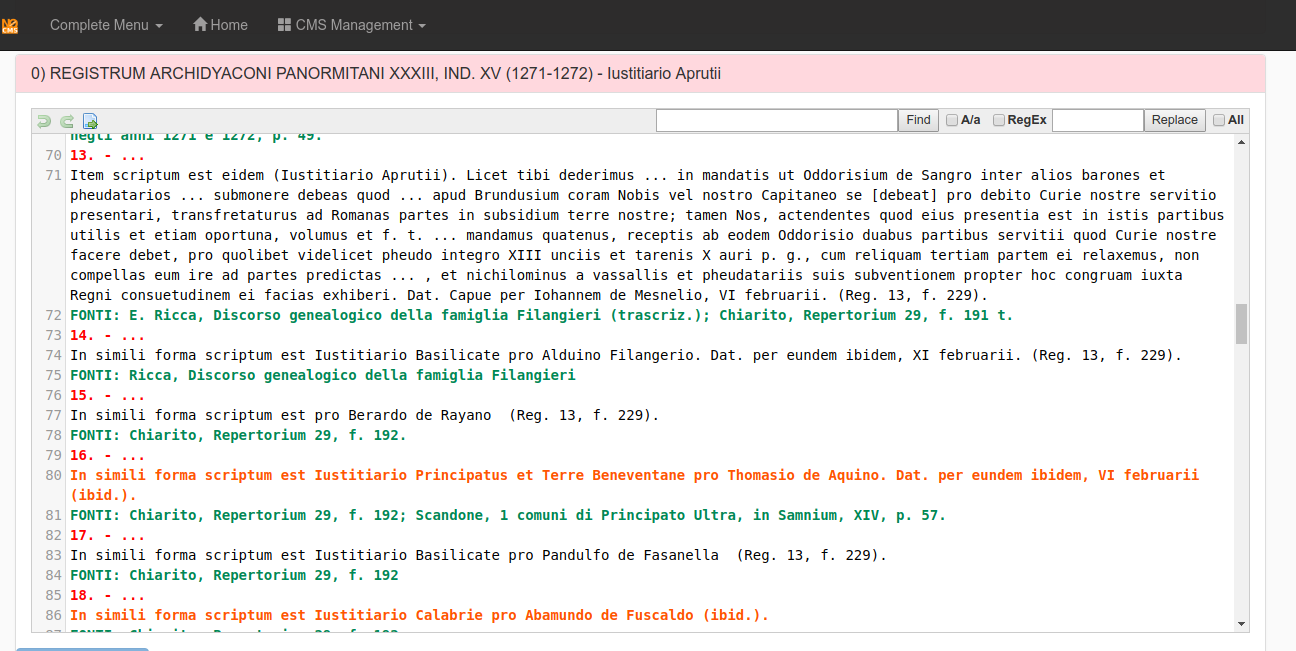 N2 CMS
Complete Menu Home CMS Management
0) REGISTRUM ARCHIDYACONI PANORMITANI XXXIII, IND. XV (1271-1272) - Iustitiario Aprutii
Find A/a RegEx Replace All
negli anni 1271 e 1272, p. 49.
70 13. - ...
71 Item scriptum est eidem (Iustitiario Aprutii). Licet tibi dederimus ... in mandatis ut Oddorisium de Sangro inter alios barones et
pheudatarios ... submonere debeas quod ... apud Brundusium coram Nobis vel nostro Capitaneo se [debeat] pro debito Curie nostre servitio
presentari, transfretaturus ad Romanas partes in subsidium terre nostre; tamen Nos, actendentes quod eius presentia est in istis partibus
utilis et etiam oportuna, volumus et f. t. ... mandamus quatenus, receptis ab eodem Oddorisio duabus partibus servitii quod Curie nostre
facere debet, pro quolibet videlicet pheudo integro XIII unciis et tarenis X auri p. g., cum reliquam tertiam partem ei relaxemus, non
compellas eum ire ad partes predictas ... , et nichilominus a vassallis et pheudatariis suis subventionem propter hoc congruam iuxta
Regni consuetudinem ei facias exhiberi. Dat. Capue per Iohannem de Mesnelio, VI februarii. (Reg. 13, f. 229).
72 FONTI: E. Ricca, Discorso genealogico della famiglia Filangieri (trascriz.); Chiarito, Repertorium 29, f. 191 t.
73 14. - ...
74 In simili forma scriptum est Iustitiario Basilicate pro Alduino Filangerio. Dat. per eundem ibidem, XI februarii. (Reg. 13, f. 229).
75 FONTI: Ricca, Discorso genealogico della famiglia Filangieri
76 15. - ...
77 In simili forma scriptum est pro Berardo de Rayano  (Reg. 13, f. 229).
78 FONTI: Chiarito, Repertorium 29, f. 192.
79 16. - ...
80 In simili forma scriptum est Iustitiario Principatus et Terre Beneventane pro Thomasio de Aquino. Dat. per eundem ibidem, VI februarii
(ibid.).
81 FONTI: Chiarito, Repertorium 29, f. 192; Scandone, 1 comuni di Principato Ultra, in Samnium, XIV, p. 57.
82 17. - ...
83 In simili forma scriptum est Iustitiario Basilicate pro Pandulfo de Fasanella  (Reg. 13, f. 229).
84 FONTI: Chiarito, Repertorium 29, f. 192
85 18. - ...
86 In simili forma scriptum est Iustitiario Calabrie pro Abamundo de Fuscaldo (ibid.).
87 FONTI: Chiarito, Repertorium 29, f. 192